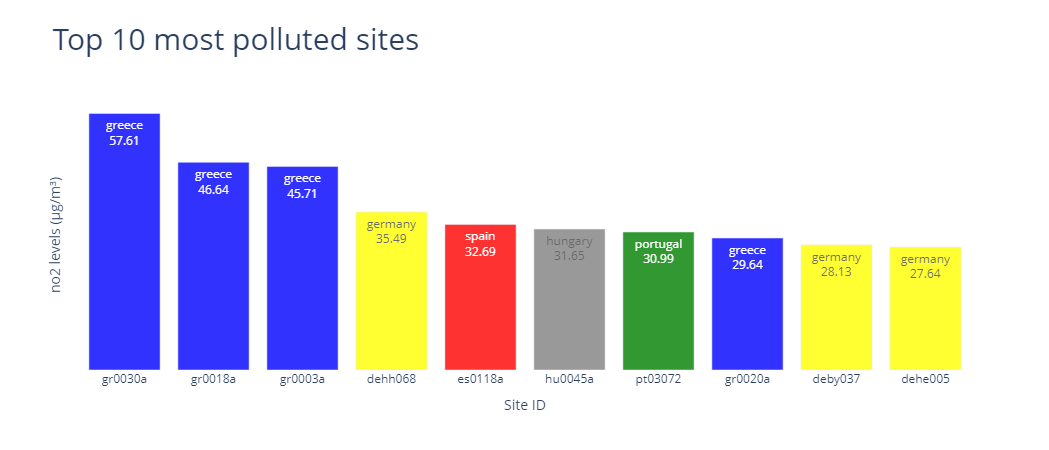 Top 10 most polluted sites
no2 levels (µg/m³)
greece
57.61
greece
46.64
greece
45.71
germany
35.49
spain
32.69
hungary
31.65
portugal
30.99
greece
29.64
germany
28.13
germany
27.64
gr0030a
gr0018a
gr0003a
dehh068
es0118a
hu0045a
pt03072
gr0020a
deby037
dehe005
Site ID